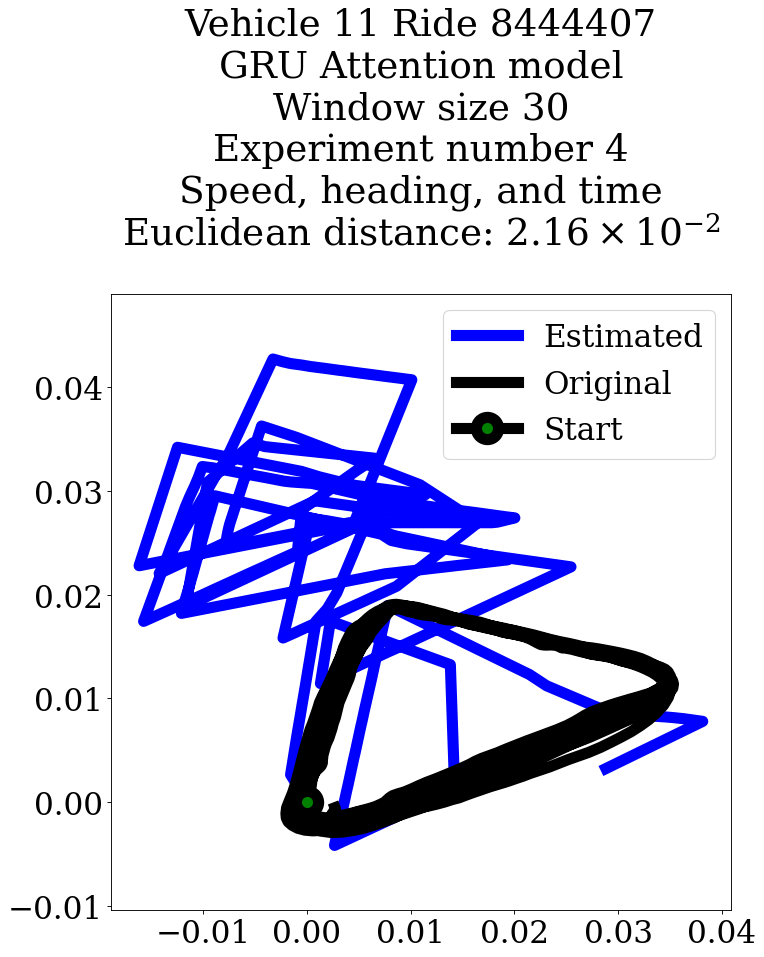 Vehicle 11 Ride 8444407
GRU Attention model
Window size 30
Experiment number 4
Speed, heading, and time
Euclidean distance: 2.16 × 10⁻²
Estimated
Original
Start
0.04
0.03
0.02
0.01
0.00
−0.01
−0.01 0.00 0.01 0.02 0.03 0.04